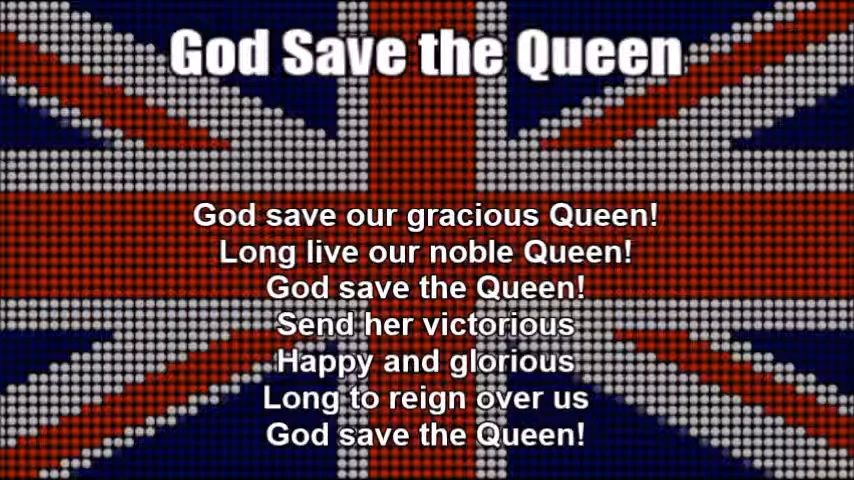 God Save the Queen
God save our gracious Queen!
Long live our noble Queen!
God save the Queen!
Send her victorious
Happy and glorious
Long to reign over us
God save the Queen!